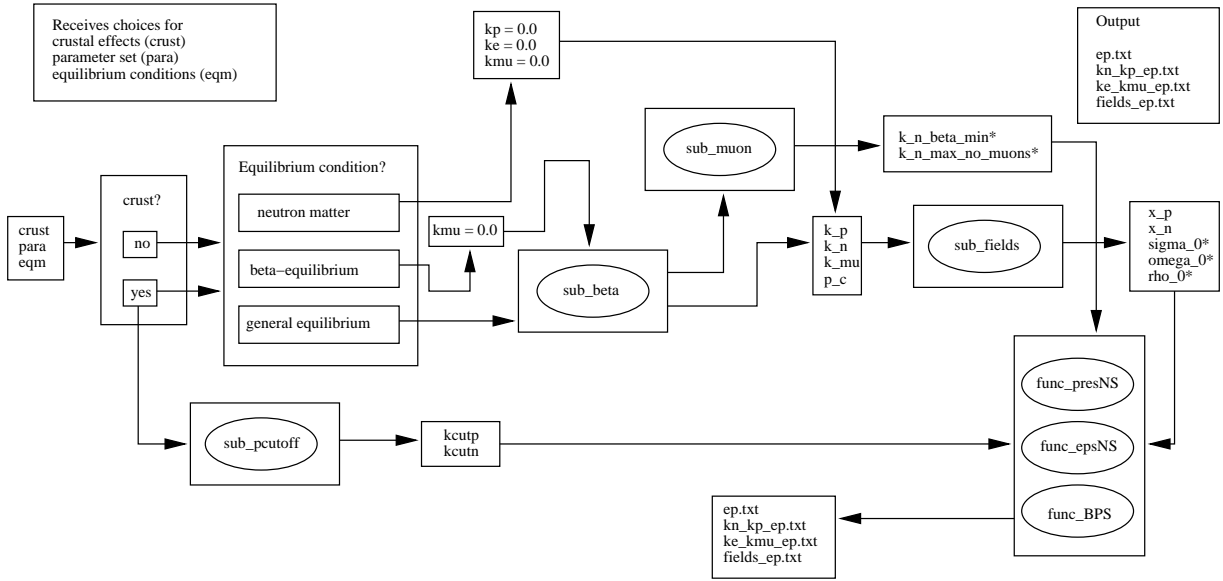 Receives choices for
crustal effects (crust)
parameter set (para)
equilibrium conditions (eqm)
kp = 0.0
ke = 0.0
kmu = 0.0
Output
ep.txt
kn_kp_ep.txt
ke_kmu_ep.txt
fields_ep.txt
crust
para
eqm
crust?
no
yes
Equilibrium condition?
neutron matter
beta−equilibrium
general equilibrium
kmu = 0.0
sub_beta
sub_muon
k_n_beta_min*
k_n_max_no_muons*
k_p
k_n
k_mu
p_c
sub_fields
x_p
x_n
sigma_0*
omega_0*
rho_0*
sub_pcutoff
kcutp
kcutn
func_presNS
func_epsNS
func_BPS
ep.txt
kn_kp_ep.txt
ke_kmu_ep.txt
fields_ep.txt